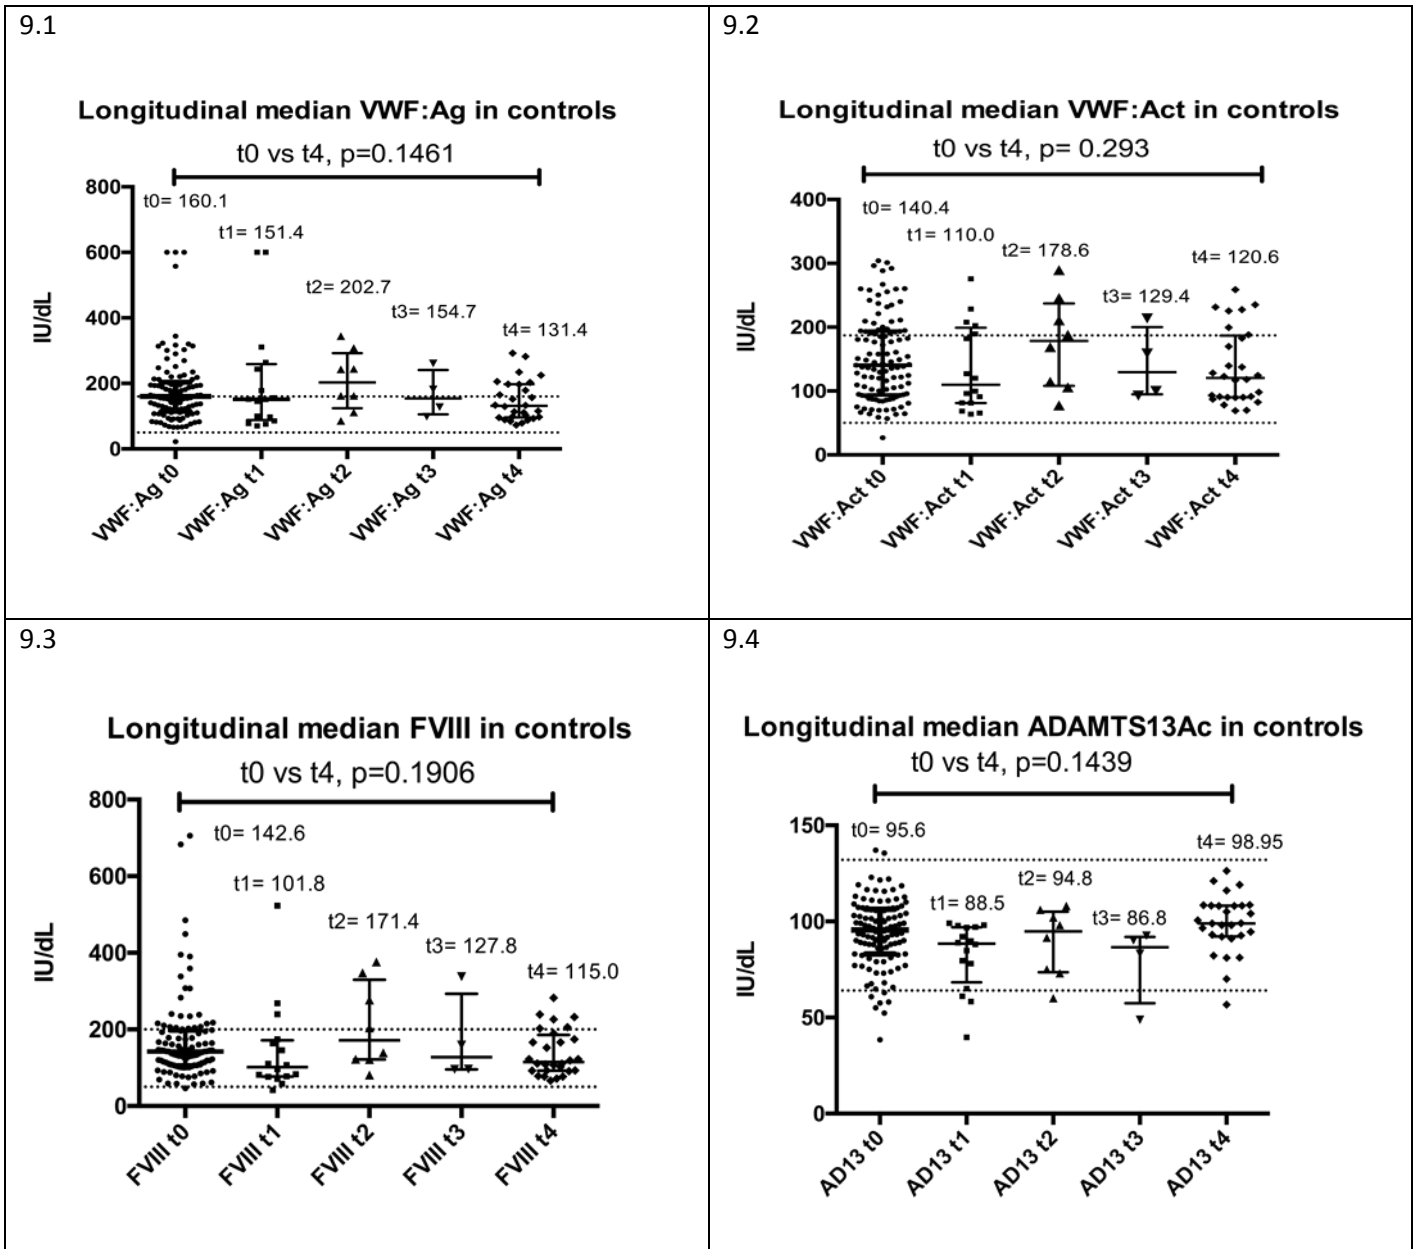 9.1
Longitudinal median VWF:Ag in controls
t0 vs t4, p=0.1461
800
600
400
200
0
IU/dL
t0= 160.1
t1= 151.4
t2= 202.7
t3= 154.7
t4= 131.4
VWF:Ag t0
VWF:Ag t1
VWF:Ag t2
VWF:Ag t3
VWF:Ag t4
9.2
Longitudinal median VWF:Act in controls
t0 vs t4, p= 0.293
400
300
200
100
0
IU/dL
t0= 140.4
t1= 110.0
t2= 178.6
t3= 129.4
t4= 120.6
VWF:Act t0
VWF:Act t1
VWF:Act t2
VWF:Act t3
VWF:Act t4
9.3
Longitudinal median FVIII in controls
t0 vs t4, p=0.1906
800
600
400
200
0
IU/dL
t0= 142.6
t1= 101.8
t2= 171.4
t3= 127.8
t4= 115.0
FVIII t0
FVIII t1
FVIII t2
FVIII t3
FVIII t4
9.4
Longitudinal median ADAMTS13Ac in controls
t0 vs t4, p=0.1439
150
100
50
0
IU/dL
t0= 95.6
t1= 88.5
t2= 94.8
t3= 86.8
t4= 98.95
AD13 t0
AD13 t1
AD13 t2
AD13 t3
AD13 t4